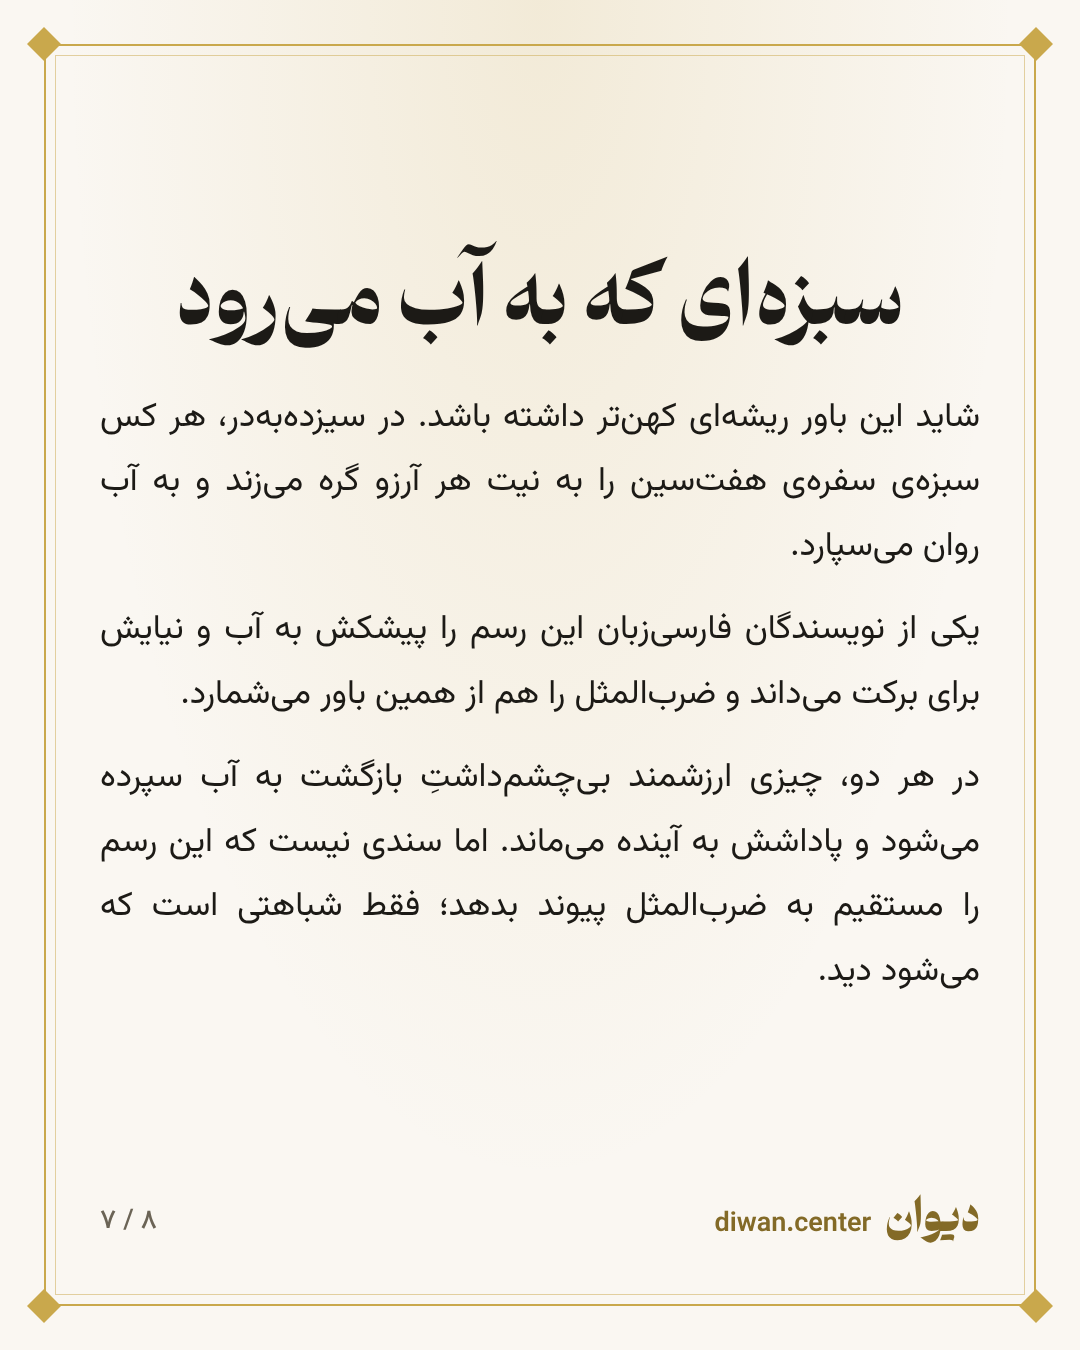 سبزه‌ای که به آب می‌رود
شاید این باور ریشه‌ای کهن‌تر داشته باشد. در سیزده‌به‌در، هر کس
سبزه‌ی سفره‌ی هفت‌سین را به نیت هر آرزو گره می‌زند و به آب
روان می‌سپارد.
یکی از نویسندگان فارسی‌زبان این رسم را پیشکش به آب و نیایش
برای برکت می‌داند و ضرب‌المثل را هم از همین باور می‌شمارد.
در هر دو، چیزی ارزشمند بی‌چشم‌داشتِ بازگشت به آب سپرده
می‌شود و پاداشش به آینده می‌ماند. اما سندی نیست که این رسم
را مستقیم به ضرب‌المثل پیوند بدهد؛ فقط شباهتی است که
می‌شود دید.
دیوان diwan.center
۷ / ۸